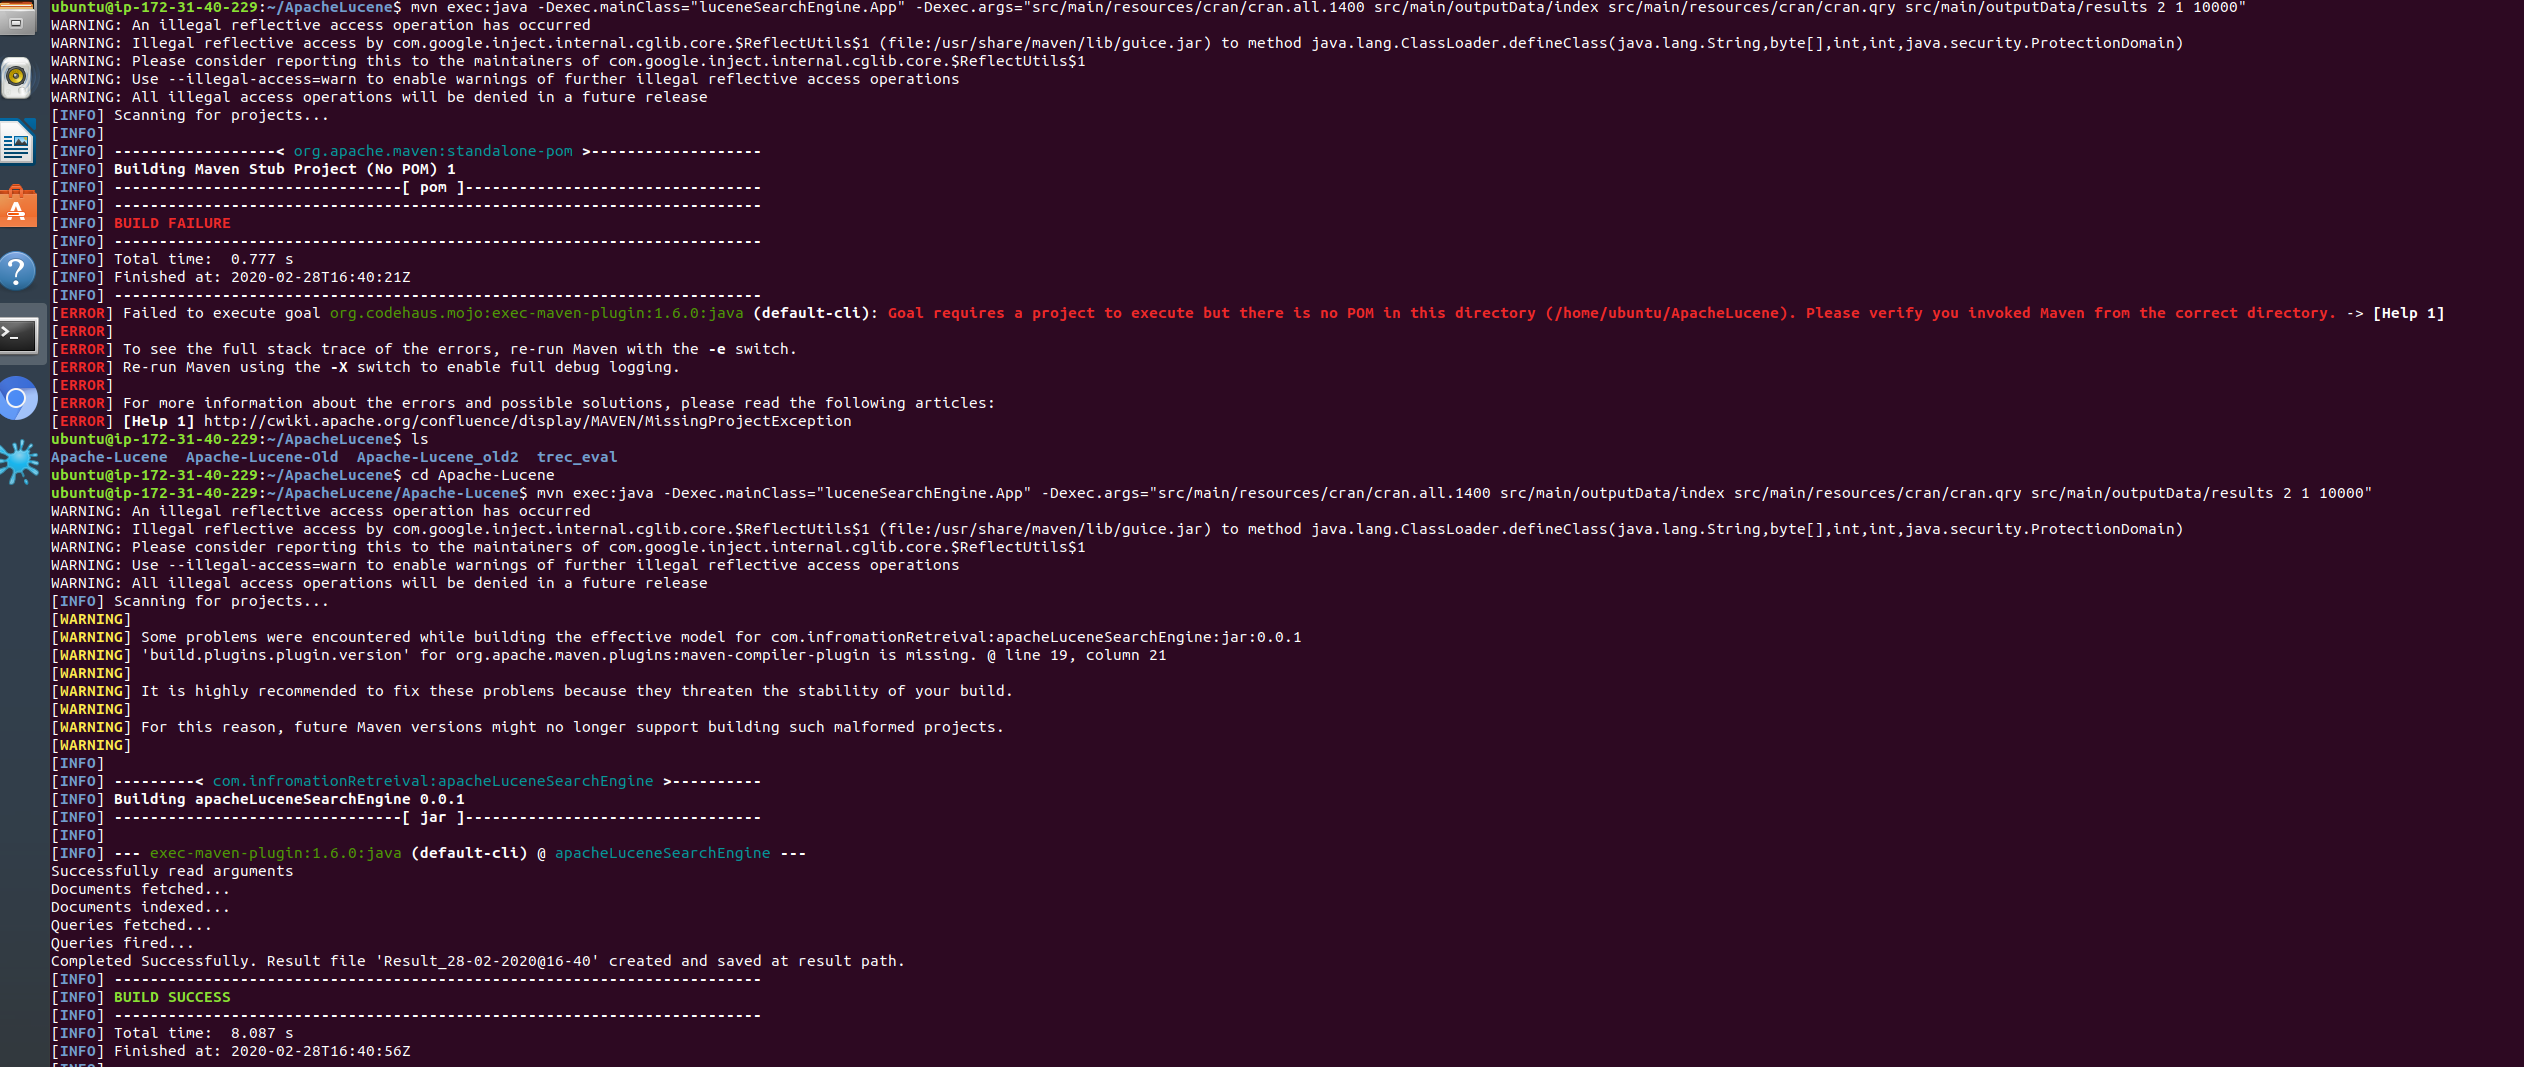 ubuntu@ip-172-31-40-229:~/ApacheLucene$ mvn exec:java -Dexec.mainClass="luceneSearchEngine.App" -Dexec.args="src/main/resources/cran/cran.all.1400 src/main/outputData/index src/main/resources/cran/cran.qry src/main/outputData/results 2 1 10000"
WARNING: An illegal reflective access operation has occurred
WARNING: Illegal reflective access by com.google.inject.internal.cglib.core.$ReflectUtils$1 (file:/usr/share/maven/lib/guice.jar) to method java.lang.ClassLoader.defineClass(java.lang.String,byte[],int,int,java.security.ProtectionDomain)
WARNING: Please consider reporting this to the maintainers of com.google.inject.internal.cglib.core.$ReflectUtils$1
WARNING: Use --illegal-access=warn to enable warnings of further illegal reflective access operations
WARNING: All illegal access operations will be denied in a future release
[INFO] Scanning for projects...
[INFO]
[INFO] ------------------< org.apache.maven:standalone-pom >-------------------
[INFO] Building Maven Stub Project (No POM) 1
[INFO] --------------------------------[ pom ]---------------------------------
[INFO] ------------------------------------------------------------------------
[INFO] BUILD FAILURE
[INFO] ------------------------------------------------------------------------
[INFO] Total time:  0.777 s
[INFO] Finished at: 2020-02-28T16:40:21Z
[INFO] ------------------------------------------------------------------------
[ERROR] Failed to execute goal org.codehaus.mojo:exec-maven-plugin:1.6.0:java (default-cli): Goal requires a project to execute but there is no POM in this directory (/home/ubuntu/ApacheLucene). Please verify you invoked Maven from the correct directory. -> [Help 1]
[ERROR]
[ERROR] To see the full stack trace of the errors, re-run Maven with the -e switch.
[ERROR] Re-run Maven using the -X switch to enable full debug logging.
[ERROR]
[ERROR] For more information about the errors and possible solutions, please read the following articles:
[ERROR] [Help 1] http://cwiki.apache.org/confluence/display/MAVEN/MissingProjectException
ubuntu@ip-172-31-40-229:~/ApacheLucene$ ls
Apache-Lucene  Apache-Lucene-Old  Apache-Lucene_old2  trec_eval
ubuntu@ip-172-31-40-229:~/ApacheLucene$ cd Apache-Lucene
ubuntu@ip-172-31-40-229:~/ApacheLucene/Apache-Lucene$ mvn exec:java -Dexec.mainClass="luceneSearchEngine.App" -Dexec.args="src/main/resources/cran/cran.all.1400 src/main/outputData/index src/main/resources/cran/cran.qry src/main/outputData/results 2 1 10000"
WARNING: An illegal reflective access operation has occurred
WARNING: Illegal reflective access by com.google.inject.internal.cglib.core.$ReflectUtils$1 (file:/usr/share/maven/lib/guice.jar) to method java.lang.ClassLoader.defineClass(java.lang.String,byte[],int,int,java.security.ProtectionDomain)
WARNING: Please consider reporting this to the maintainers of com.google.inject.internal.cglib.core.$ReflectUtils$1
WARNING: Use --illegal-access=warn to enable warnings of further illegal reflective access operations
WARNING: All illegal access operations will be denied in a future release
[INFO] Scanning for projects...
[WARNING]
[WARNING] Some problems were encountered while building the effective model for com.infromationRetreival:apacheLuceneSearchEngine:jar:0.0.1
[WARNING] 'build.plugins.plugin.version' for org.apache.maven.plugins:maven-compiler-plugin is missing. @ line 19, column 21
[WARNING]
[WARNING] It is highly recommended to fix these problems because they threaten the stability of your build.
[WARNING]
[WARNING] For this reason, future Maven versions might no longer support building such malformed projects.
[WARNING]
[INFO]
[INFO] ---------< com.infromationRetreival:apacheLuceneSearchEngine >----------
[INFO] Building apacheLuceneSearchEngine 0.0.1
[INFO] --------------------------------[ jar ]---------------------------------
[INFO]
[INFO] --- exec-maven-plugin:1.6.0:java (default-cli) @ apacheLuceneSearchEngine ---
Successfully read arguments
Documents fetched...
Documents indexed...
Queries fetched...
Queries fired...
Completed Successfully. Result file 'Result_28-02-2020@16-40' created and saved at result path.
[INFO] ------------------------------------------------------------------------
[INFO] BUILD SUCCESS
[INFO] ------------------------------------------------------------------------
[INFO] Total time:  8.087 s
[INFO] Finished at: 2020-02-28T16:40:56Z